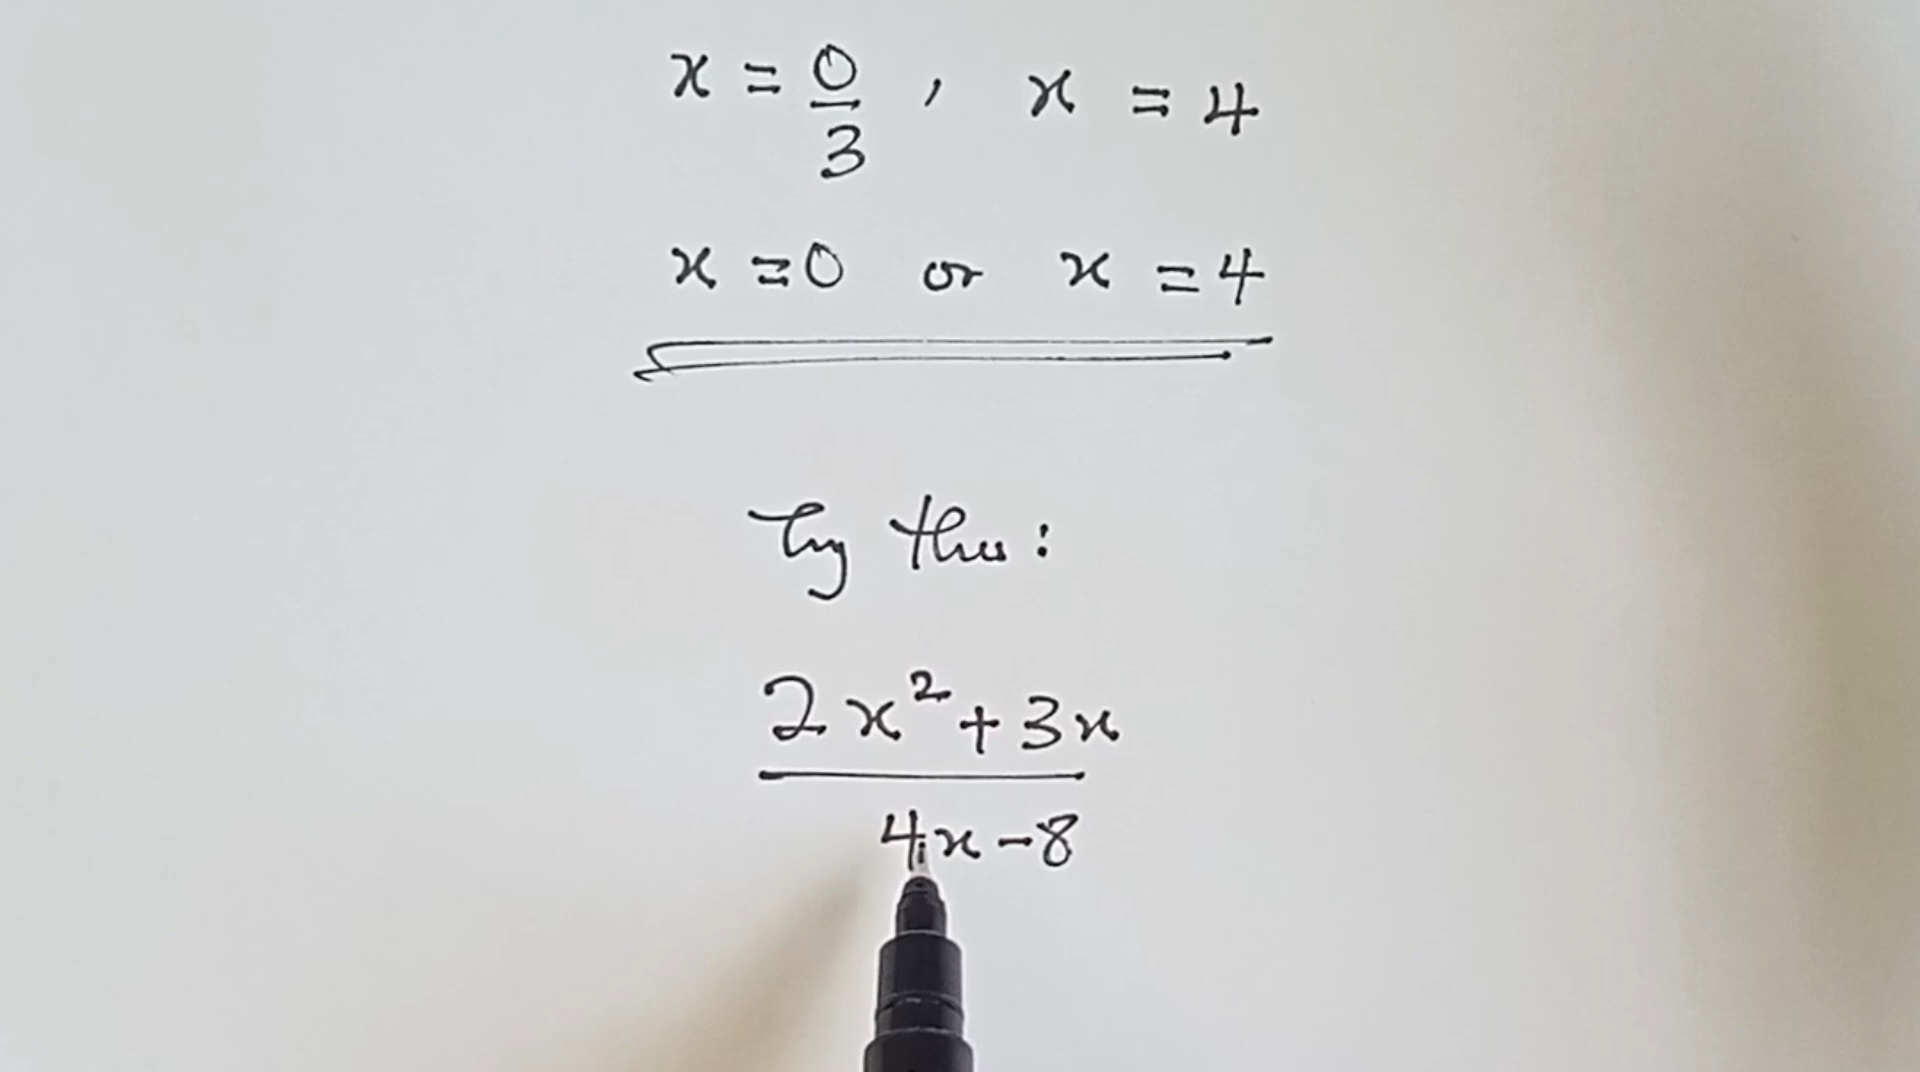 x = 0/3 , x = 4
x = 0 or x = 4
Try this:
2x² + 3x
4x - 8